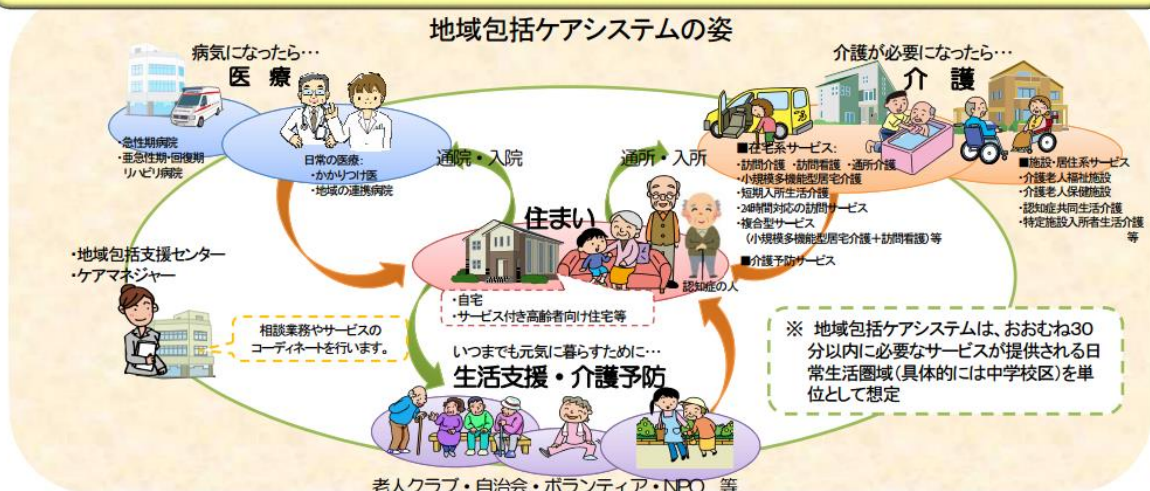 地域包括ケアシステムの姿
病気になったら…
医 療
・急性期病院
・亜急性期・回復期
リハビリ病院
日常の医療:
・かかりつけ医
・地域の連携病院
通院・入院
通所・入所
介護が必要になったら…
介 護
■在宅系サービス:
・訪問介護 ・訪問看護 ・通所介護
・小規模多機能型居宅介護
・短期入所生活介護
・24時間対応の訪問サービス
・複合型サービス
(小規模多機能型居宅介護+訪問看護)等
■介護予防サービス
■施設・居住系サービス
・介護老人福祉施設
・介護老人保健施設
・認知症共同生活介護
・特定施設入所者生活介護
等
住まい
認知症の人
・自宅
・サービス付き高齢者向け住宅等
・地域包括支援センター
・ケアマネジャー
相談業務やサービスの
コーディネートを行います。
いつまでも元気に暮らすために…
生活支援・介護予防
老人クラブ・自治会・ボランティア・NPO 等
※ 地域包括ケアシステムは、おおむね30
分以内に必要なサービスが提供される日
常生活圏域(具体的には中学校区)を単
位として想定